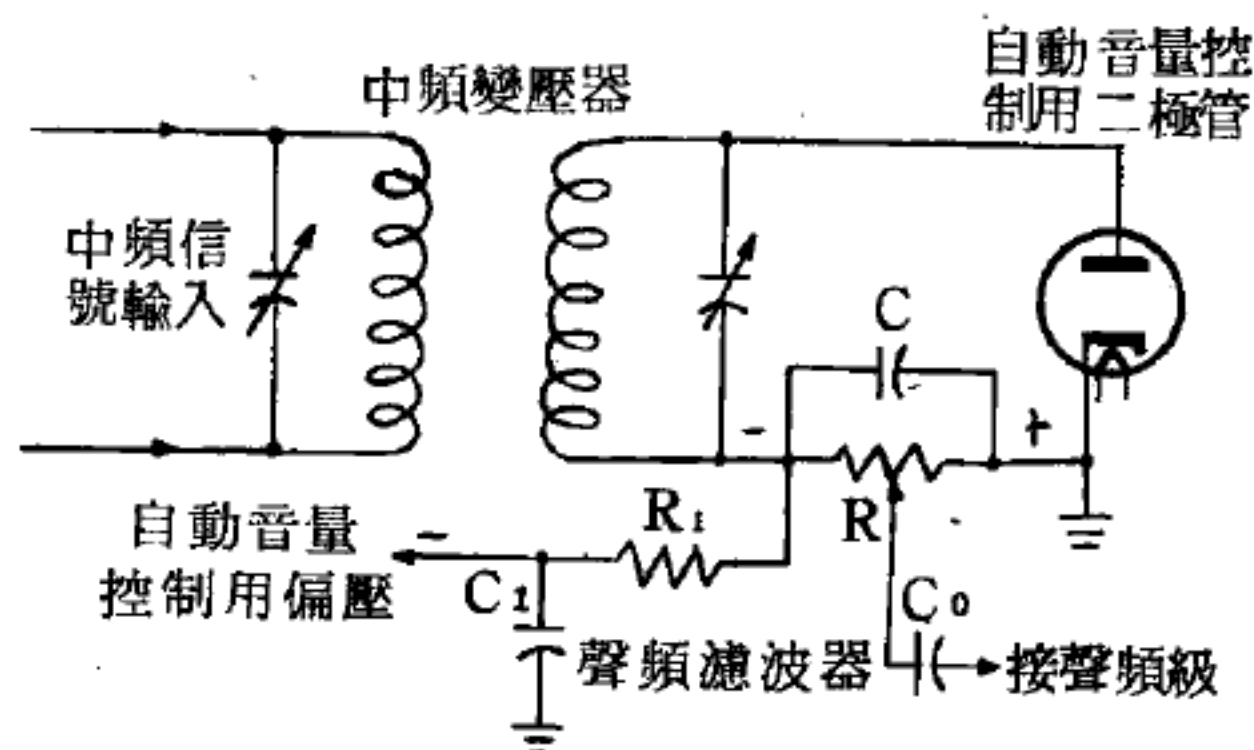 自動音量控
制用二極管
中頻變壓器
中頻信
號輸入
C
-
+
R₁
R
自動音量
控制用偏壓
-
C₁
C₀
聲頻濾波器
接聲頻級